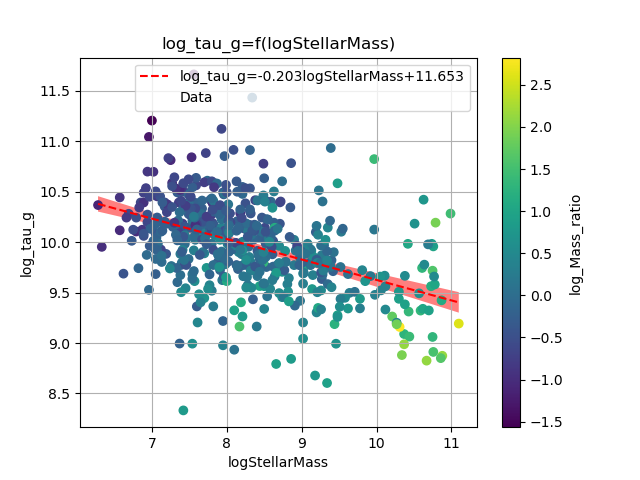 log_tau_g=f(logStellarMass)
log_tau_g=-0.203logStellarMass+11.653
Data
log_tau_g
11.5
11.0
10.5
10.0
9.5
9.0
8.5
7 8 9 10 11
logStellarMass
2.5
2.0
1.5
1.0
0.5
0.0
−0.5
−1.0
−1.5
log_Mass_ratio